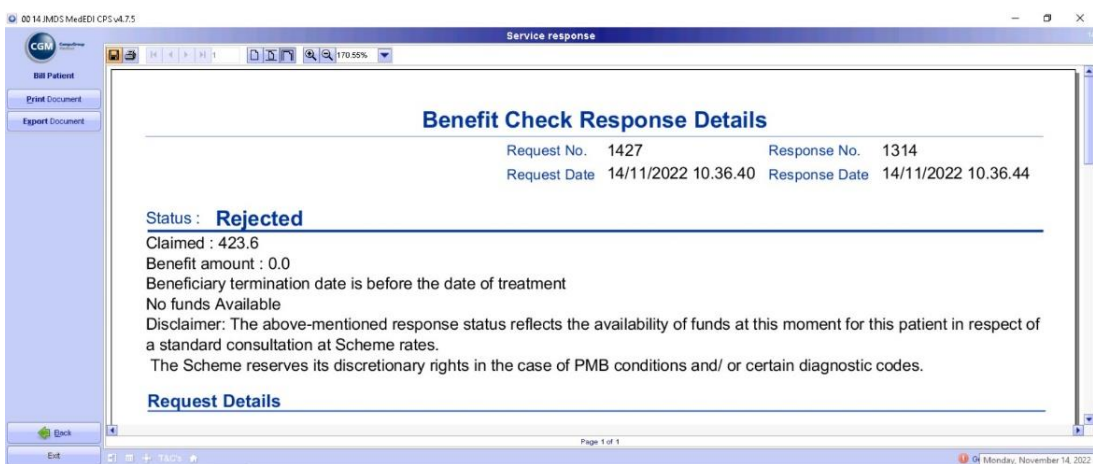 00 14 JMDS MedEDI CPS v4.7.5
Service response
CGM CompuGroup Medical
1
170.55%
Bill Patient
Print Document
Export Document
Benefit Check Response Details
Request No. 1427 Response No. 1314
Request Date 14/11/2022 10.36.40 Response Date 14/11/2022 10.36.44
Status : Rejected
Claimed : 423.6
Benefit amount : 0.0
Beneficiary termination date is before the date of treatment
No funds Available
Disclaimer: The above-mentioned response status reflects the availability of funds at this moment for this patient in respect of
a standard consultation at Scheme rates.
The Scheme reserves its discretionary rights in the case of PMB conditions and/ or certain diagnostic codes.
Request Details
Back
Page 1 of 1
Exit
T&C's
Monday, November 14, 2022